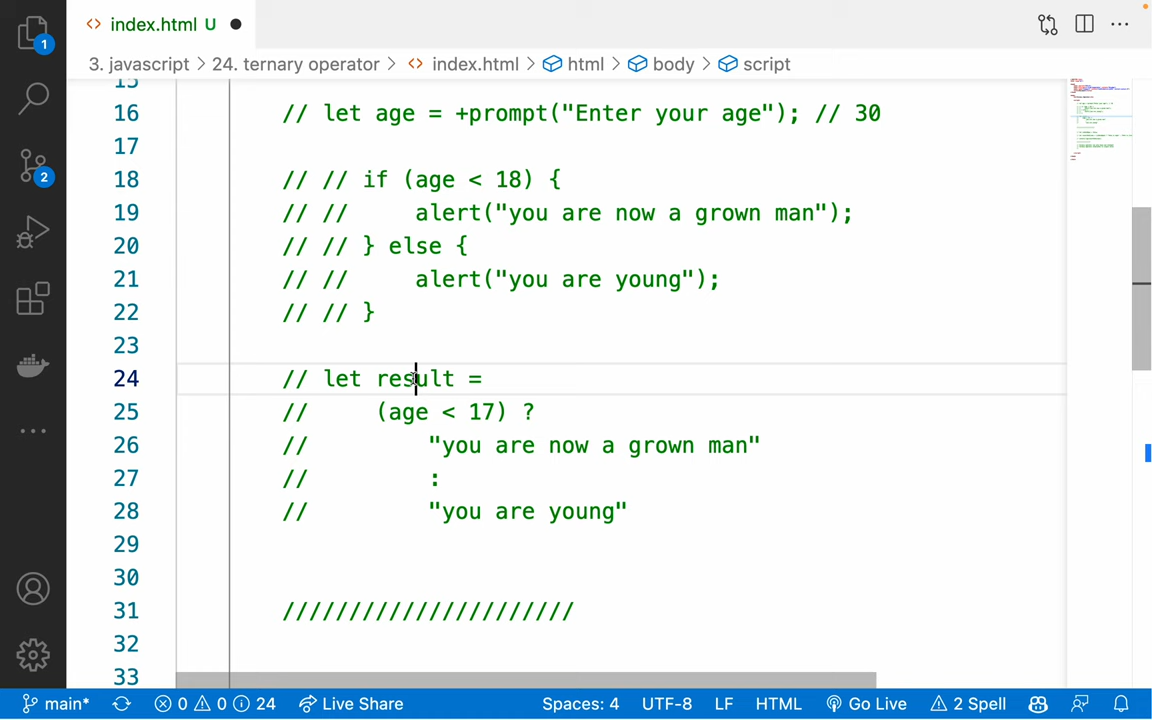 index.html U
3. javascript > 24. ternary operator > index.html > html > body > script
15
16 // let age = +prompt("Enter your age"); // 30
17
18 // // if (age < 18) {
19 // //     alert("you are now a grown man");
20 // // } else {
21 // //     alert("you are young");
22 // // }
23
24 // let result =
25 //     (age < 17) ?
26 //         "you are now a grown man"
27 //         :
28 //         "you are young"
29
30
31 //////////////////////
32
33
1
2
main* 0 0 24 Live Share Spaces: 4 UTF-8 LF HTML Go Live 2 Spell